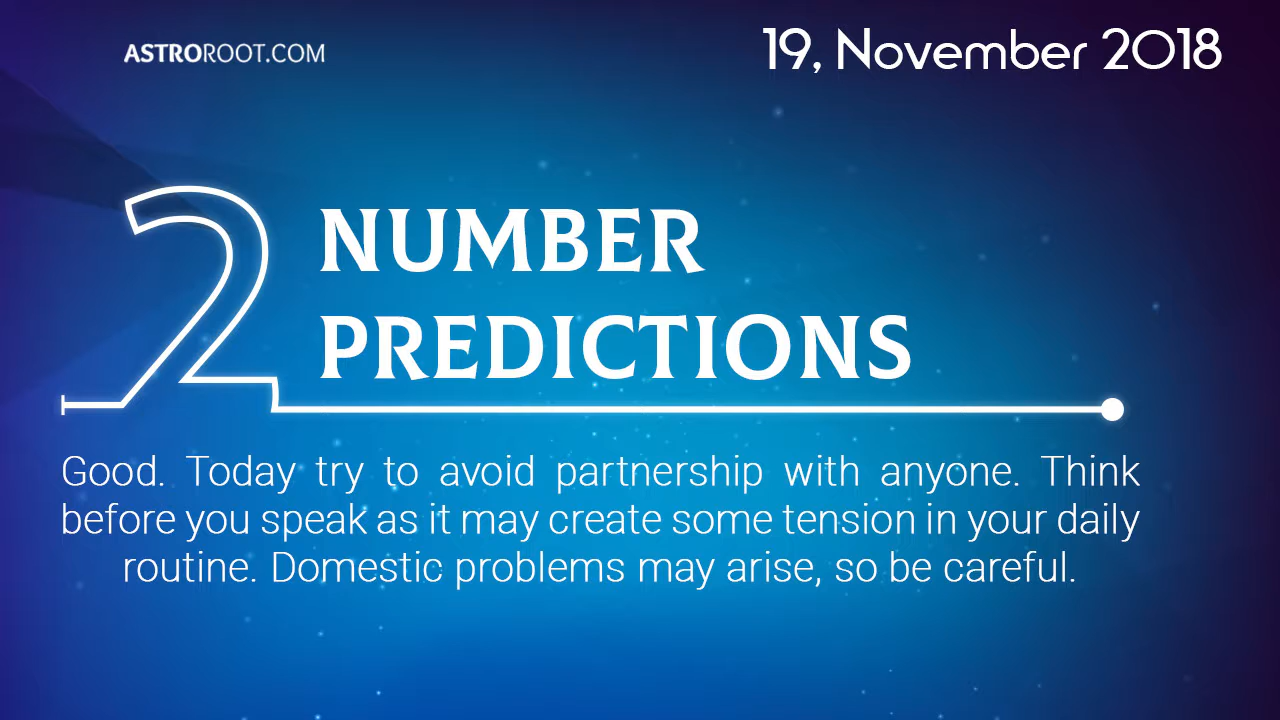 ASTROROOT.COM
19, November 2018
2
NUMBER
PREDICTIONS
Good. Today try to avoid partnership with anyone. Think
before you speak as it may create some tension in your daily
routine. Domestic problems may arise, so be careful.